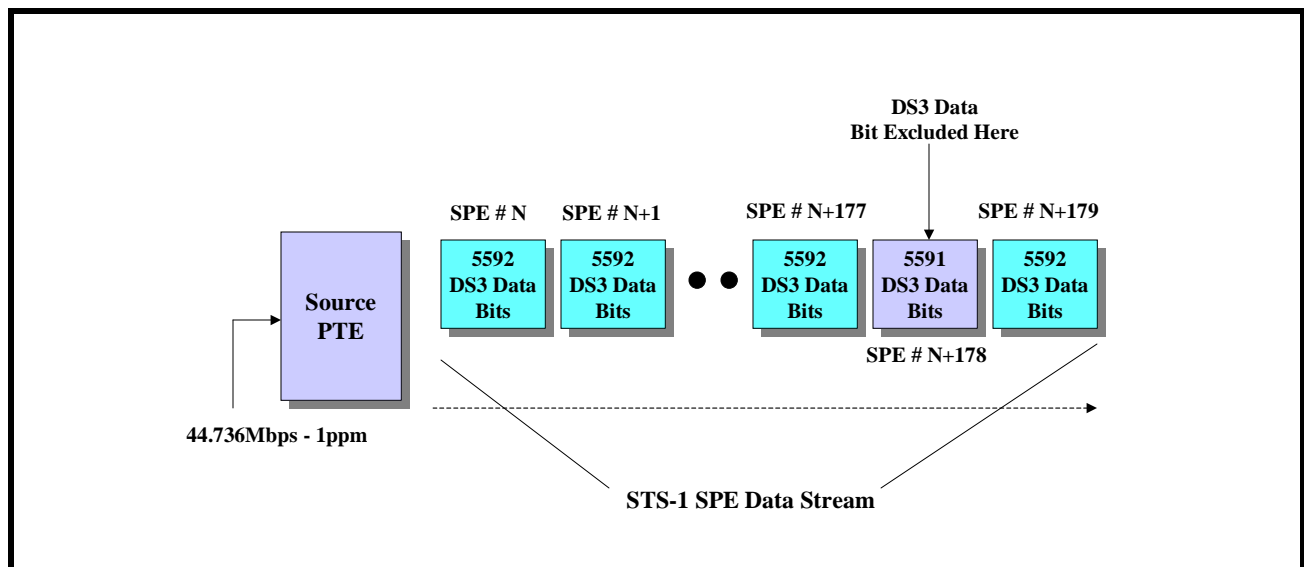 DS3 Data
Bit Excluded Here
SPE # N
SPE # N+1
SPE # N+177
SPE # N+179
Source
PTE
5592
DS3 Data
Bits
5592
DS3 Data
Bits
5592
DS3 Data
Bits
5591
DS3 Data
Bits
5592
DS3 Data
Bits
SPE # N+178
44.736Mbps - 1ppm
STS-1 SPE Data Stream